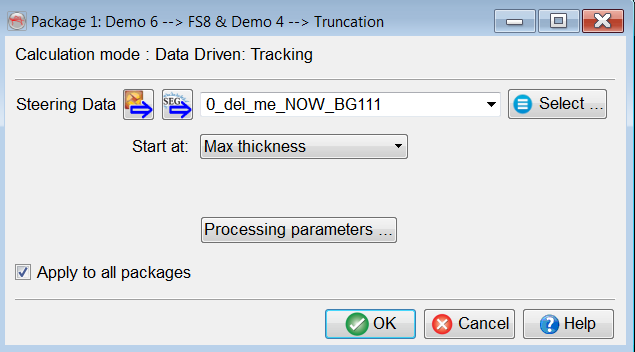 Package 1: Demo 6 --> FS8 & Demo 4 --> Truncation
Calculation mode : Data Driven: Tracking
Steering Data SEG 0_del_me_NOW_BG111 Select ...
Start at: Max thickness
Processing parameters ...
Apply to all packages
OK Cancel Help